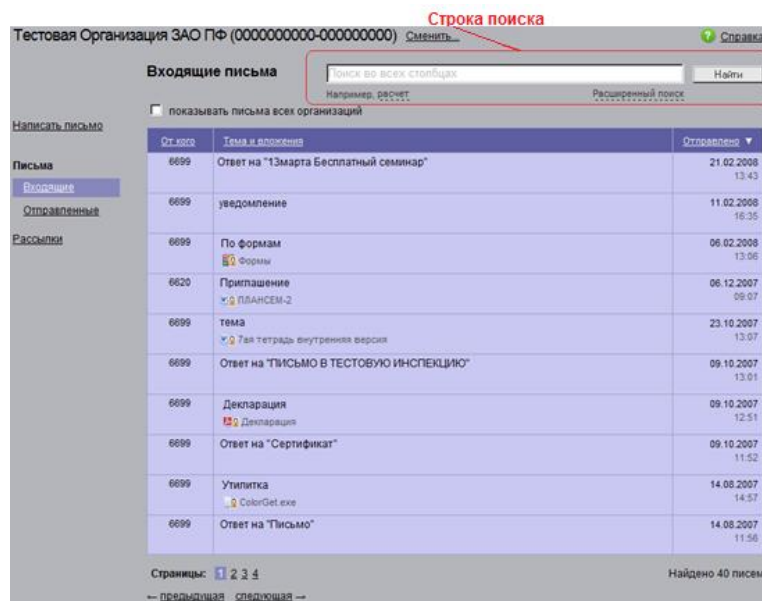 Строка поиска
Тестовая Организация ЗАО ПФ (0000000000-000000000) Сменить... Справка
Входящие письма Поиск во всех столбцах Найти
Например, расчет Расширенный поиск
показывать письма всех организаций
Написать письмо
От кого Тема и вложения Отправлено ▼
Письма
Входящие
Отправленные
Рассылки
6699 Ответ на "13марта Бесплатный семинар" 21.02.2008
13:43
6699 уведомление 11.02.2008
16:35
6699 По формам 06.02.2008
Формы 13:06
6620 Приглашение 06.12.2007
ПЛАНСЕМ-2 09:07
6699 тема 23.10.2007
7ая тетрадь внутренняя версия 13:07
6699 Ответ на "ПИСЬМО В ТЕСТОВУЮ ИНСПЕКЦИЮ" 09.10.2007
13:01
6699 Декларация 09.10.2007
Декларация 12:51
6699 Ответ на "Сертификат" 09.10.2007
11:52
6699 Утилитка 14.08.2007
ColorGet.exe 14:57
6699 Ответ на "Письмо" 14.08.2007
11:56
Страницы: 1 2 3 4 Найдено 40 писем
← предыдущая следующая →